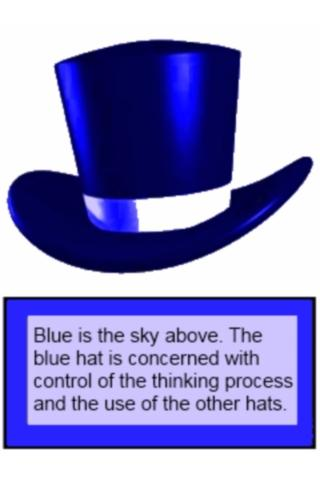 Blue is the sky above. The
blue hat is concerned with
control of the thinking process
and the use of the other hats.